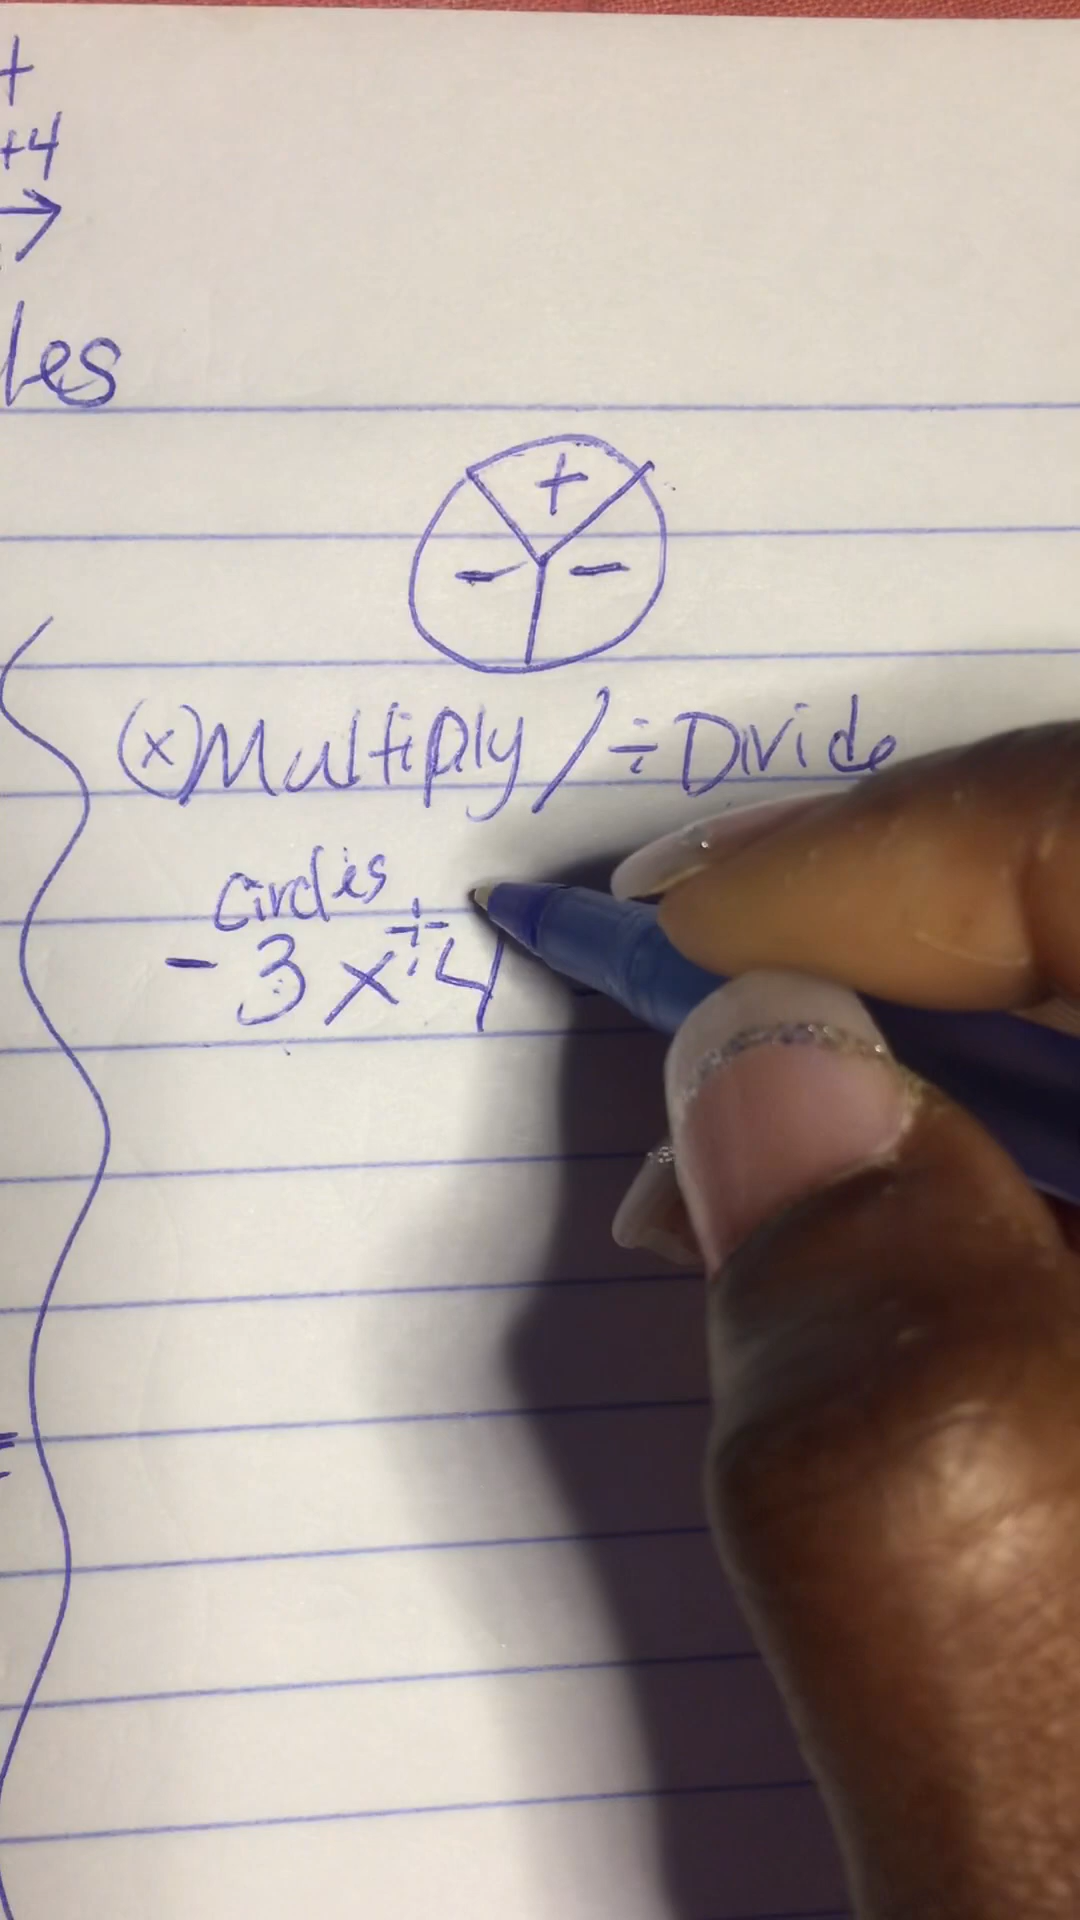 +
+4
→
les
+
- -
(x)Multiply / ÷ Divide
Circles
- 3 x ÷ 4
=